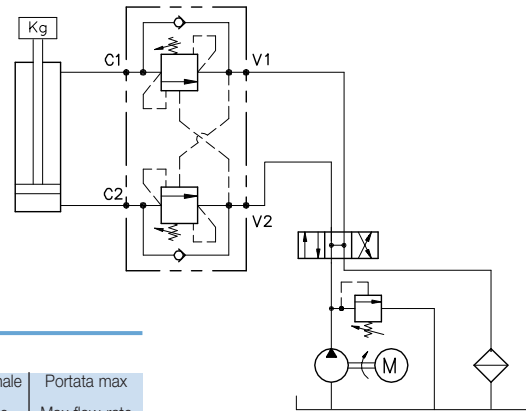 Kg
C1 V1
C2 V2
M
Portata max
Max flow rate